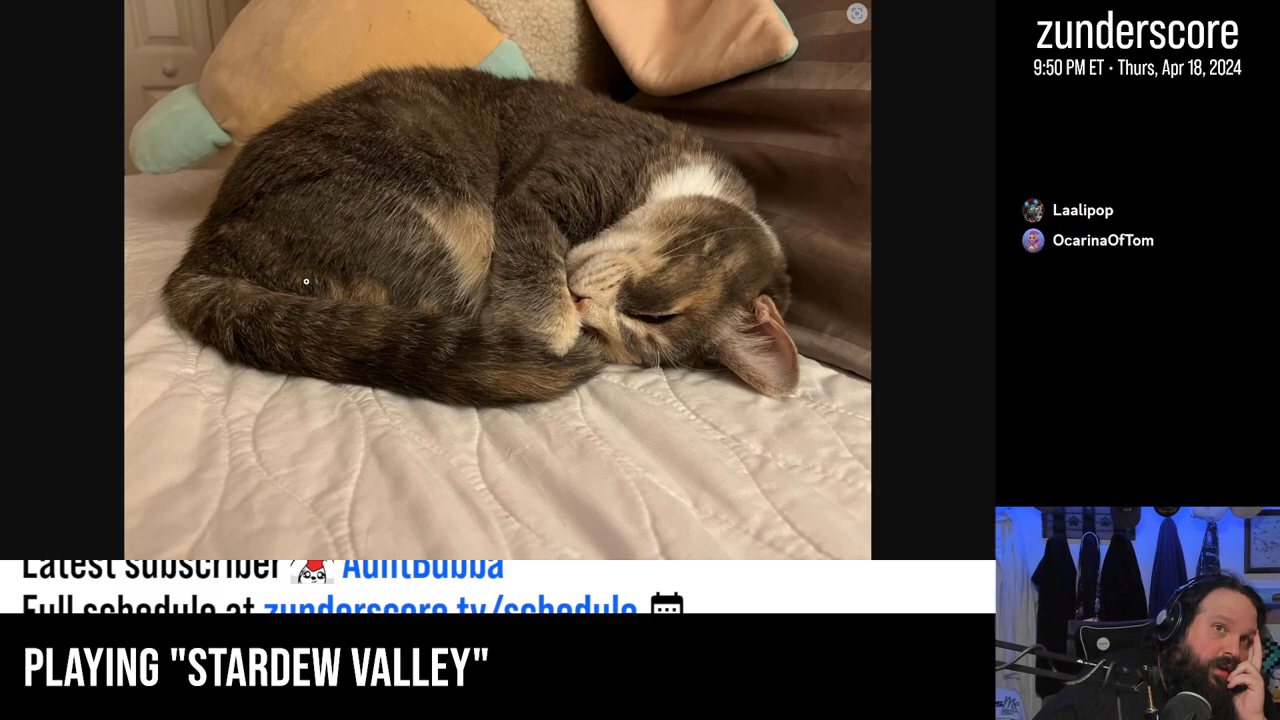 zunderscore
9:50 PM ET • Thurs, Apr 18, 2024
Laalipop
OcarinaOfTom
Latest subscriber AuntBubba
Full schedule at zunderscore.tv/schedule
PLAYING "STARDEW VALLEY"